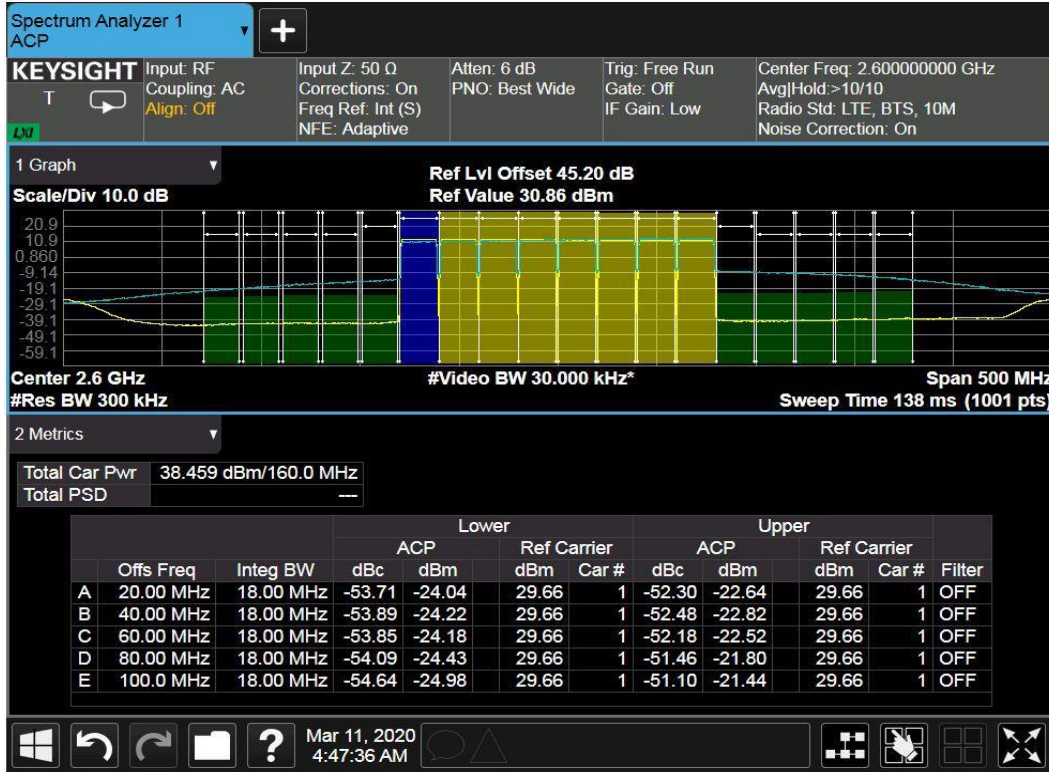 Spectrum Analyzer 1
ACP
KEYSIGHT
T
LXI
Input: RF
Coupling: AC
Align: Off
Input Z: 50 Ω
Corrections: On
Freq Ref: Int (S)
NFE: Adaptive
Atten: 6 dB
PNO: Best Wide
Trig: Free Run
Gate: Off
IF Gain: Low
Center Freq: 2.600000000 GHz
Avg|Hold:>10/10
Radio Std: LTE, BTS, 10M
Noise Correction: On
1 Graph
Scale/Div 10.0 dB
Ref Lvl Offset 45.20 dB
Ref Value 30.86 dBm
20.9
10.9
0.860
-9.14
-19.1
-29.1
-39.1
-49.1
-59.1
Center 2.6 GHz
#Video BW 30.000 kHz*
Span 500 MHz
#Res BW 300 kHz
Sweep Time 138 ms (1001 pts)
2 Metrics
Total Car Pwr 38.459 dBm/160.0 MHz
Total PSD ---
Lower Upper
ACP Ref Carrier ACP Ref Carrier
Offs Freq Integ BW dBc dBm dBm Car # dBc dBm dBm Car # Filter
A 20.00 MHz 18.00 MHz -53.71 -24.04 29.66 1 -52.30 -22.64 29.66 1 OFF
B 40.00 MHz 18.00 MHz -53.89 -24.22 29.66 1 -52.48 -22.82 29.66 1 OFF
C 60.00 MHz 18.00 MHz -53.85 -24.18 29.66 1 -52.18 -22.52 29.66 1 OFF
D 80.00 MHz 18.00 MHz -54.09 -24.43 29.66 1 -51.46 -21.80 29.66 1 OFF
E 100.0 MHz 18.00 MHz -54.64 -24.98 29.66 1 -51.10 -21.44 29.66 1 OFF
Mar 11, 2020
4:47:36 AM